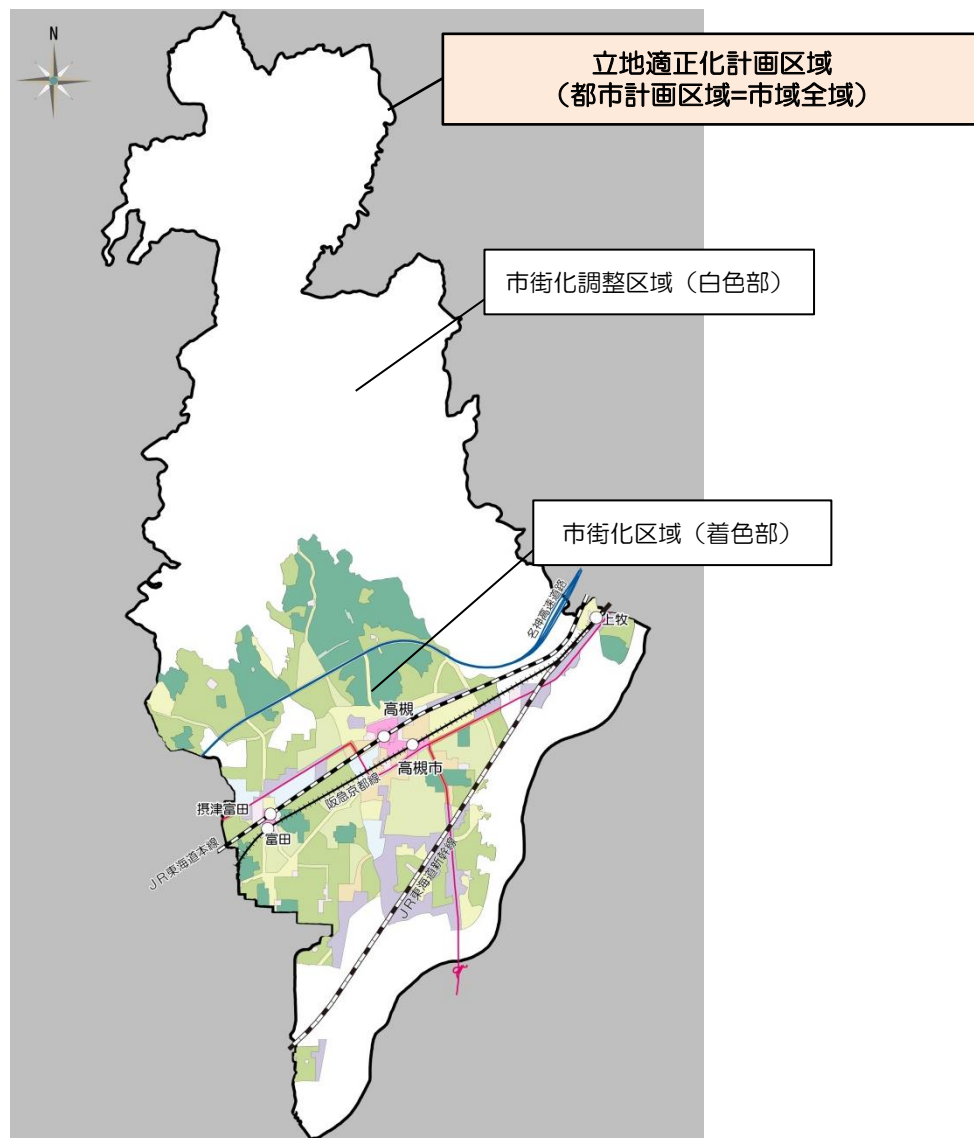 N
立地適正化計画区域
（都市計画区域=市域全域）
市街化調整区域（白色部）
市街化区域（着色部）
名神高速道路
上牧
高槻
高槻市
阪急京都線
摂津富田
富田
ＪＲ東海道本線
ＪＲ東海道新幹線